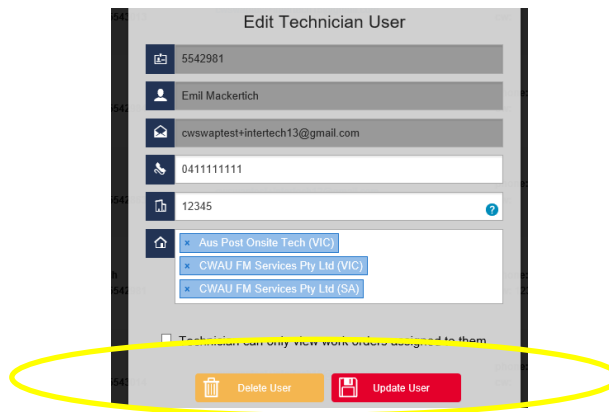 Edit Technician User
5542981
Emil Mackertich
cwswaptest+intertech13@gmail.com
0411111111
12345
?
× Aus Post Onsite Tech (VIC)
× CWAU FM Services Pty Ltd (VIC)
× CWAU FM Services Pty Ltd (SA)
Technician can only view work orders assigned to them
Delete User
Update User